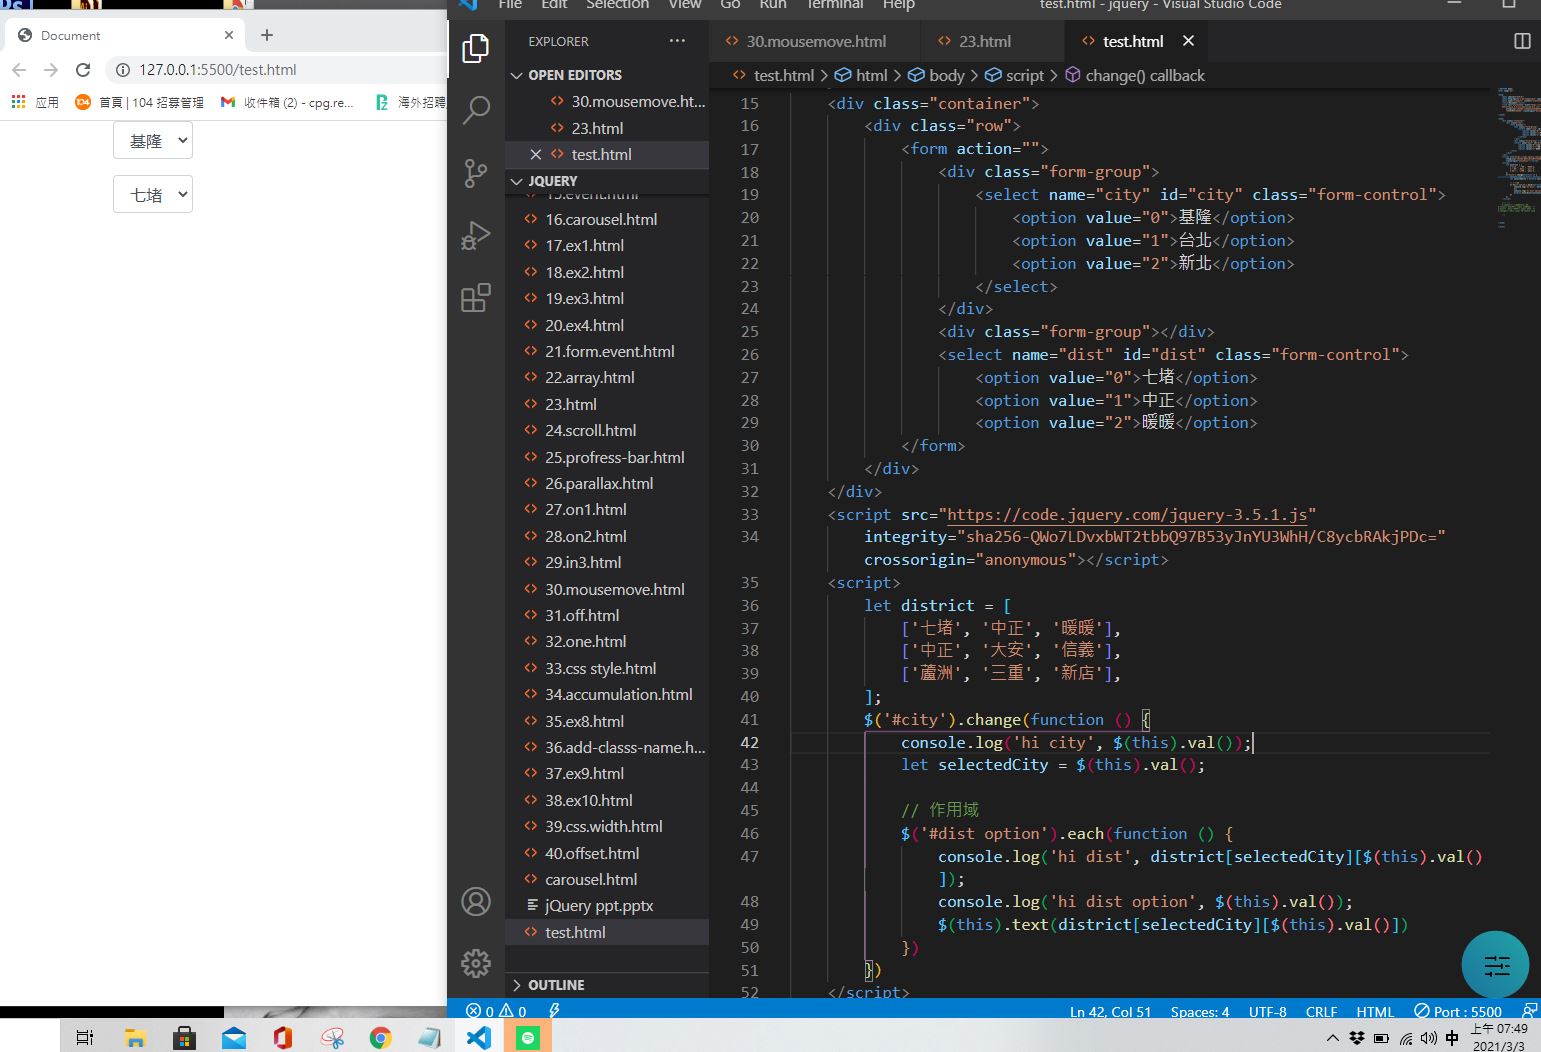 File Edit Selection View Go Run Terminal Help
test.html - jquery - Visual Studio Code
Document
127.0.0.1:5500/test.html
应用
首頁 | 104 招募管理
收件箱 (2) - cpg.re...
海外招聘
基隆
七堵
EXPLORER
OPEN EDITORS
30.mousemove.ht...
23.html
test.html
JQUERY
15.event.html
16.carousel.html
17.ex1.html
18.ex2.html
19.ex3.html
20.ex4.html
21.form.event.html
22.array.html
23.html
24.scroll.html
25.profress-bar.html
26.parallax.html
27.on1.html
28.on2.html
29.in3.html
30.mousemove.html
31.off.html
32.one.html
33.css style.html
34.accumulation.html
35.ex8.html
36.add-classs-name.h...
37.ex9.html
38.ex10.html
39.css.width.html
40.offset.html
carousel.html
jQuery ppt.pptx
test.html
OUTLINE
30.mousemove.html
23.html
test.html
test.html > html > body > script > change() callback
15 <div class="container">
16 <div class="row">
17 <form action="">
18 <div class="form-group">
19 <select name="city" id="city" class="form-control">
20 <option value="0">基隆</option>
21 <option value="1">台北</option>
22 <option value="2">新北</option>
23 </select>
24 </div>
25 <div class="form-group"></div>
26 <select name="dist" id="dist" class="form-control">
27 <option value="0">七堵</option>
28 <option value="1">中正</option>
29 <option value="2">暖暖</option>
30 </form>
31 </div>
32 </div>
33 <script src="https://code.jquery.com/jquery-3.5.1.js"
34 integrity="sha256-QWo7LDvxbWT2tbbQ97B53yJnYU3WhH/C8ycbRAkjPDc="
crossorigin="anonymous"></script>
35 <script>
36 let district = [
37 ['七堵', '中正', '暖暖'],
38 ['中正', '大安', '信義'],
39 ['蘆洲', '三重', '新店'],
40 ];
41 $('#city').change(function () {
42 console.log('hi city', $(this).val());
43 let selectedCity = $(this).val();
44
45 // 作用域
46 $('#dist option').each(function () {
47 console.log('hi dist', district[selectedCity][$(this).val()
]);
48 console.log('hi dist option', $(this).val());
49 $(this).text(district[selectedCity][$(this).val()])
50 })
51 })
52 </script>
0 0
Ln 42, Col 51 Spaces: 4 UTF-8 CRLF HTML Port : 5500
中
上午 07:49
2021/3/3